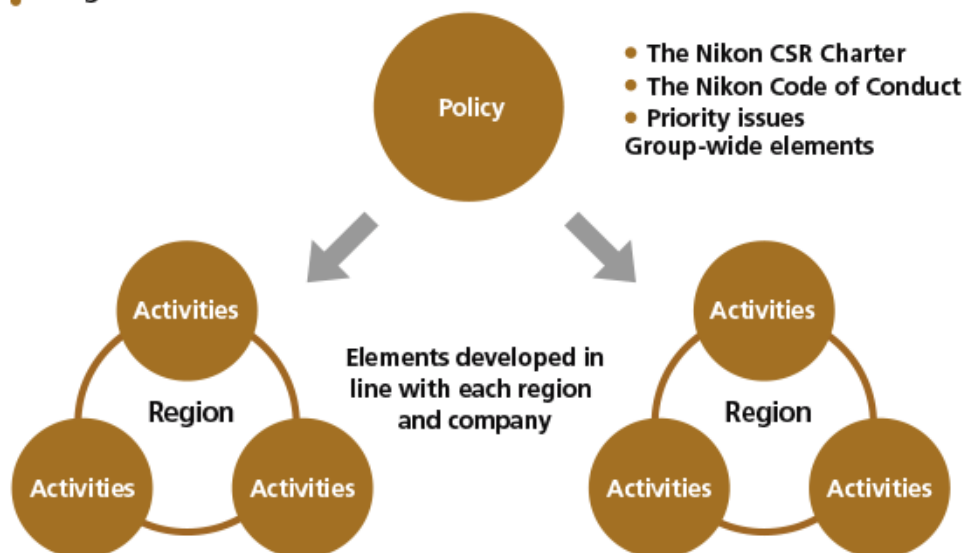 Policy
• The Nikon CSR Charter
• The Nikon Code of Conduct
• Priority issues
Group-wide elements
Activities
Region
Activities
Activities
Elements developed in
line with each region
and company
Activities
Region
Activities
Activities